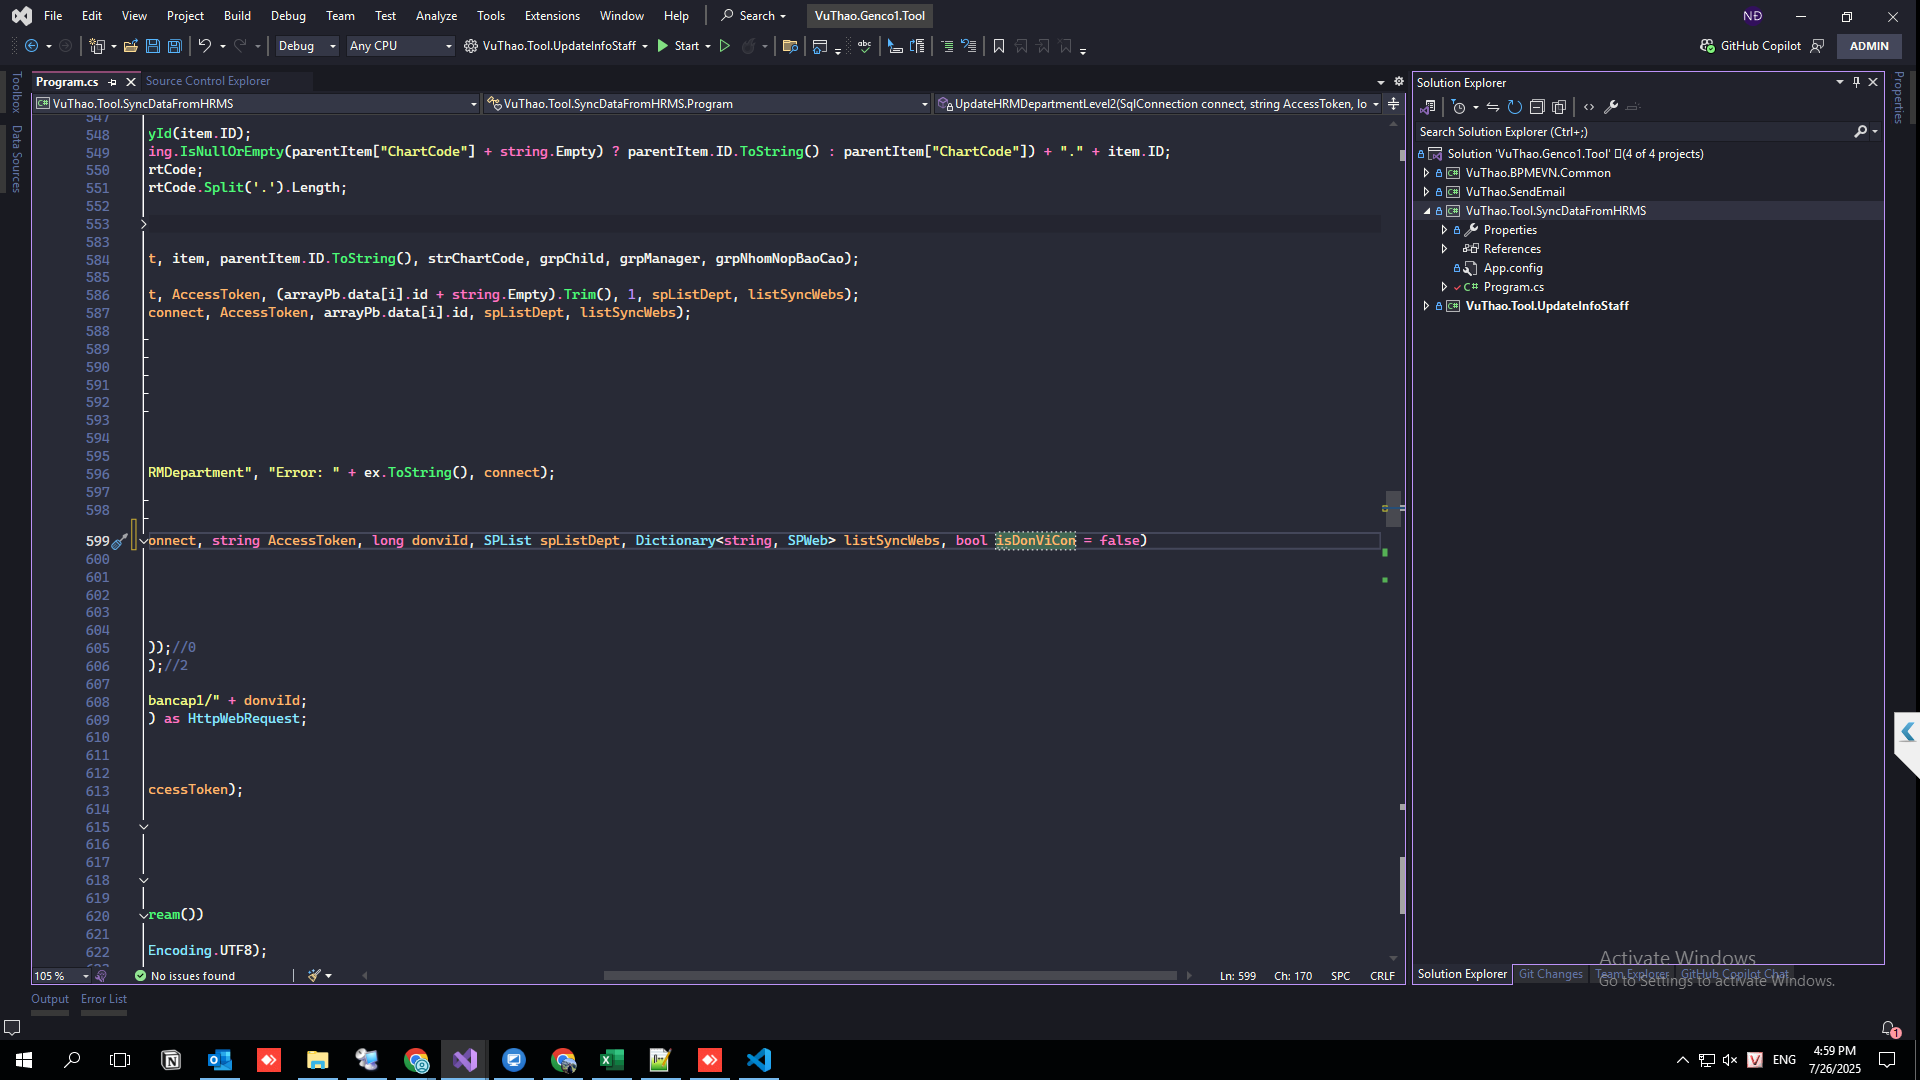 File Edit View Project Build Debug Team Test Analyze Tools Extensions Window Help Search VuThao.Genco1.Tool NĐ
Debug Any CPU VuThao.Tool.UpdateInfoStaff Start GitHub Copilot ADMIN
Toolbox
Data Sources
Program.cs Source Control Explorer
VuThao.Tool.SyncDataFromHRMS VuThao.Tool.SyncDataFromHRMS.Program UpdateHRMDepartmentLevel2(SqlConnection connect, string AccessToken, lo
547
548 yId(item.ID);
549 ing.IsNullOrEmpty(parentItem["ChartCode"] + string.Empty) ? parentItem.ID.ToString() : parentItem["ChartCode"]) + "." + item.ID;
550 rtCode;
551 rtCode.Split('.').Length;
552
553
583
584 t, item, parentItem.ID.ToString(), strChartCode, grpChild, grpManager, grpNhomNopBaoCao);
585
586 t, AccessToken, (arrayPb.data[i].id + string.Empty).Trim(), 1, spListDept, listSyncWebs);
587 connect, AccessToken, arrayPb.data[i].id, spListDept, listSyncWebs);
588
589
590
591
592
593
594
595
596 RMDepartment", "Error: " + ex.ToString(), connect);
597
598
599 onnect, string AccessToken, long donviId, SPList spListDept, Dictionary<string, SPWeb> listSyncWebs, bool isDonViCon = false)
600
601
602
603
604
605 ));//0
606 );//2
607
608 bancap1/" + donviId;
609 ) as HttpWebRequest;
610
611
612
613 ccessToken);
614
615
616
617
618
619
620 ream())
621
622 Encoding.UTF8);
105 % No issues found Ln: 599 Ch: 170 SPC CRLF
Output Error List
Solution Explorer
Search Solution Explorer (Ctrl+;)
Solution 'VuThao.Genco1.Tool' (4 of 4 projects)
VuThao.BPMEVN.Common
VuThao.SendEmail
VuThao.Tool.SyncDataFromHRMS
Properties
References
App.config
Program.cs
VuThao.Tool.UpdateInfoStaff
Solution Explorer Git Changes Team Explorer GitHub Copilot Chat
Properties
Activate Windows
Go to Settings to activate Windows.
1
ENG
4:59 PM
7/26/2025